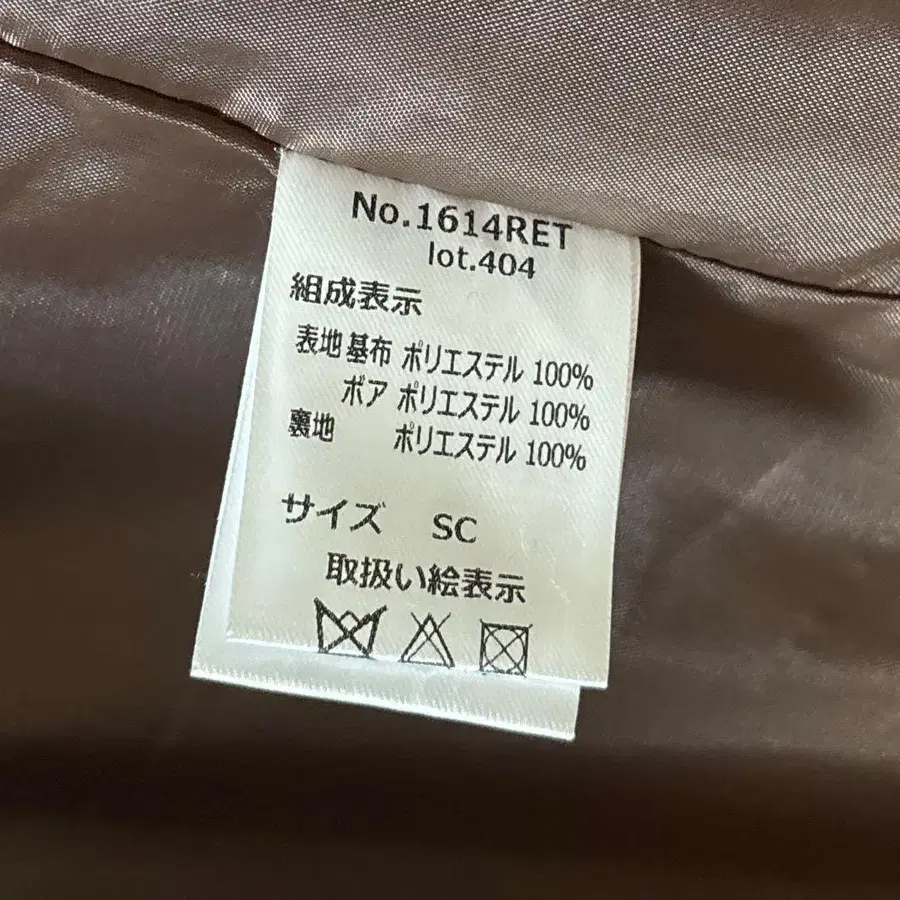 No.1614RET
lot.404
組成表示
表地 基布 ポリエステル 100%
ボア ポリエステル 100%
裏地 ポリエステル 100%
サイズ SC
取扱い絵表示